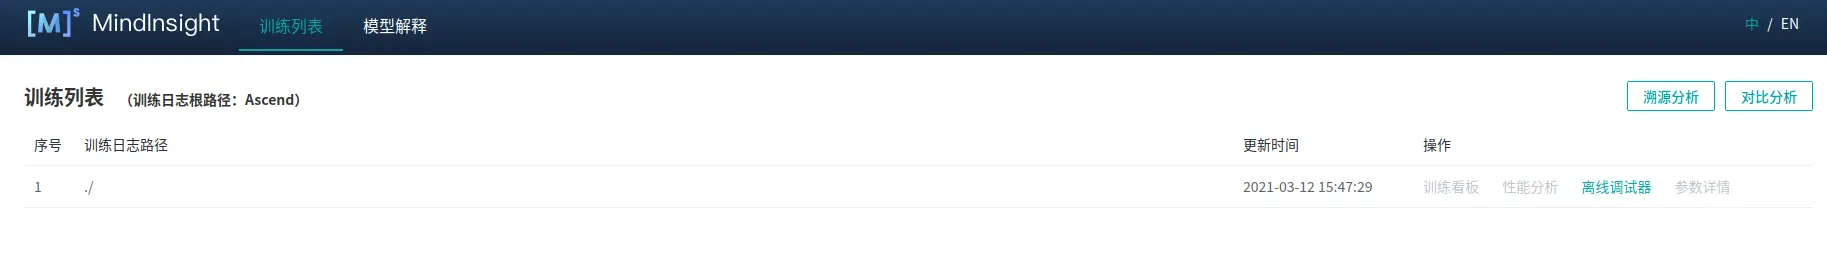 [M]s MindInsight 训练列表 模型解释 中 / EN
训练列表 （训练日志根路径：Ascend） 溯源分析 对比分析
序号 训练日志路径 更新时间 操作
1 ./ 2021-03-12 15:47:29 训练看板 性能分析 离线调试器 参数详情